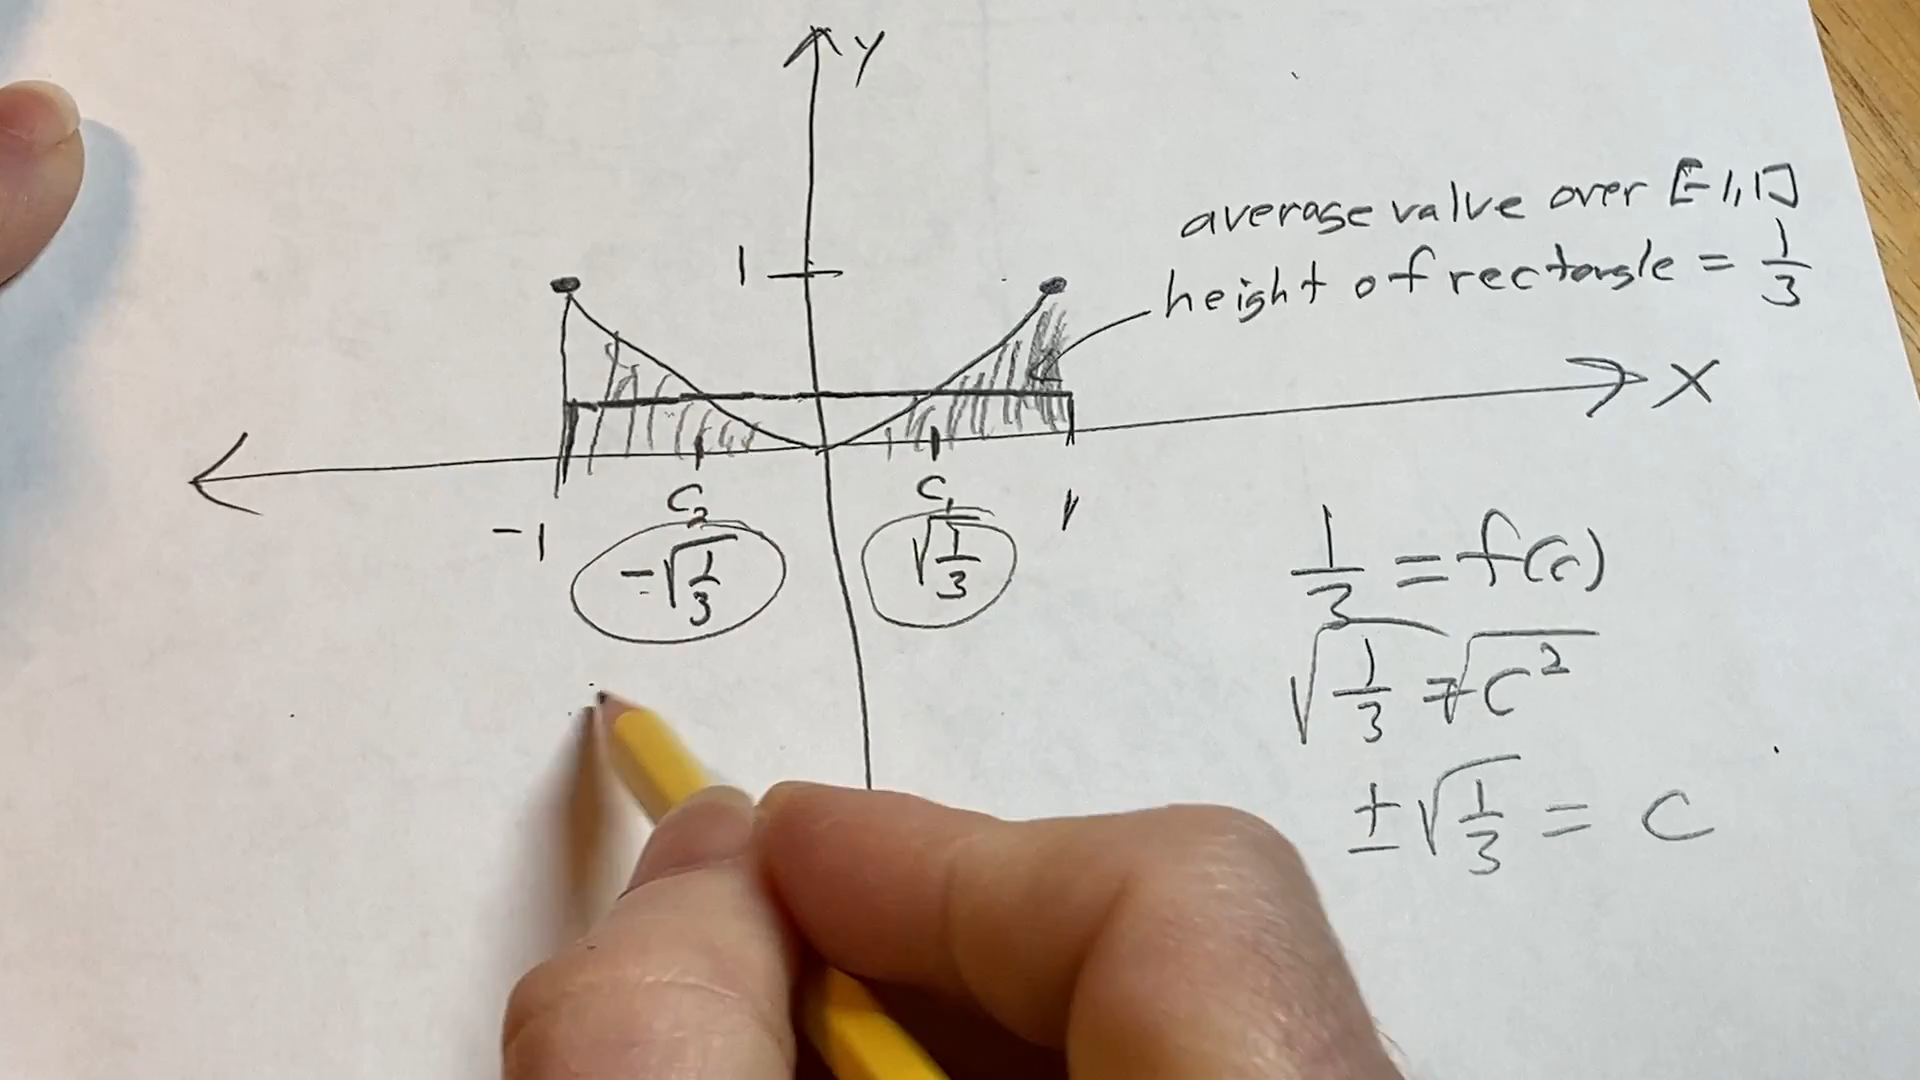 y
average value over [-1,1]
height of rectangle = 1/3
1
x
-1
c₂
c₁
1
-√(1/3)
√(1/3)
1/3 = f(c)
√(1/3) = √(c²)
±√(1/3) = c